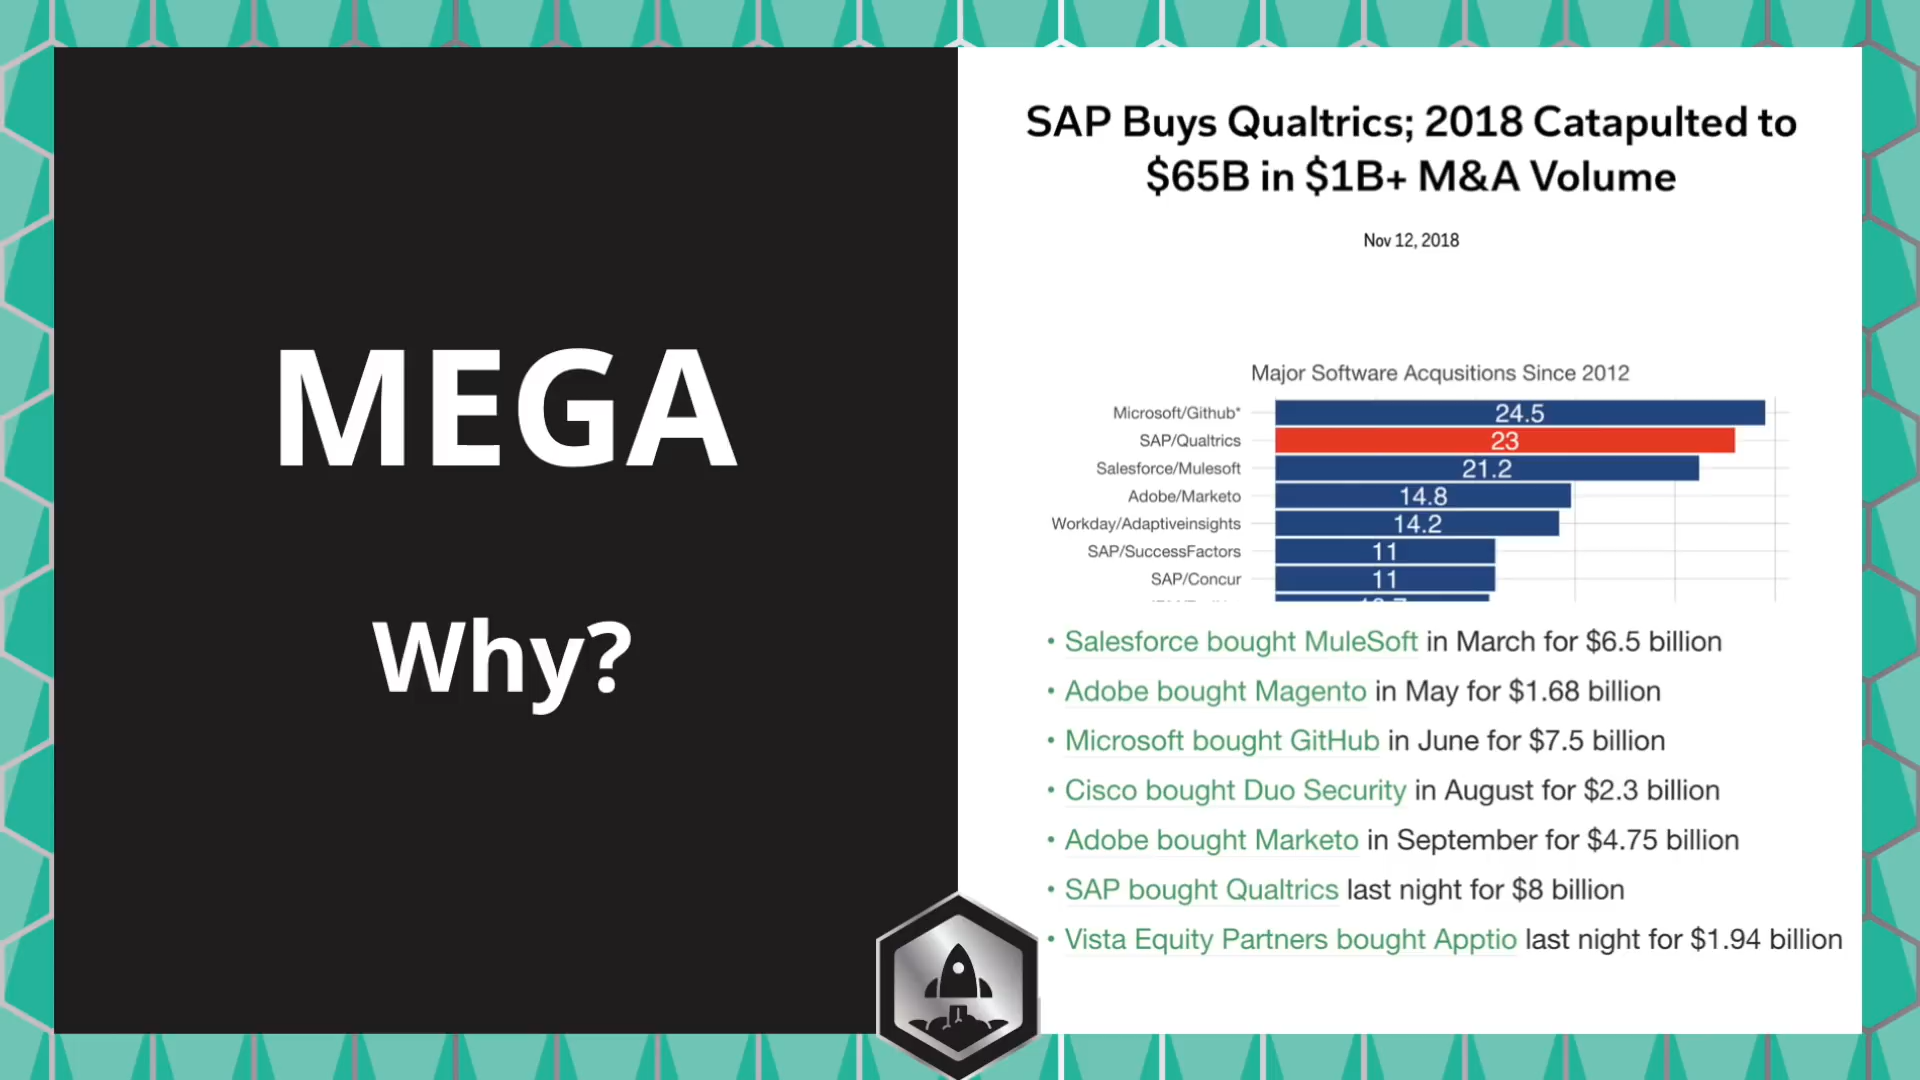 MEGA
Why?
SAP Buys Qualtrics; 2018 Catapulted to
$65B in $1B+ M&A Volume
Nov 12, 2018
Major Software Acqusitions Since 2012
Microsoft/Github* 24.5
SAP/Qualtrics 23
Salesforce/Mulesoft 21.2
Adobe/Marketo 14.8
Workday/Adaptiveinsights 14.2
SAP/SuccessFactors 11
SAP/Concur 11
• Salesforce bought MuleSoft in March for $6.5 billion
• Adobe bought Magento in May for $1.68 billion
• Microsoft bought GitHub in June for $7.5 billion
• Cisco bought Duo Security in August for $2.3 billion
• Adobe bought Marketo in September for $4.75 billion
• SAP bought Qualtrics last night for $8 billion
• Vista Equity Partners bought Apptio last night for $1.94 billion